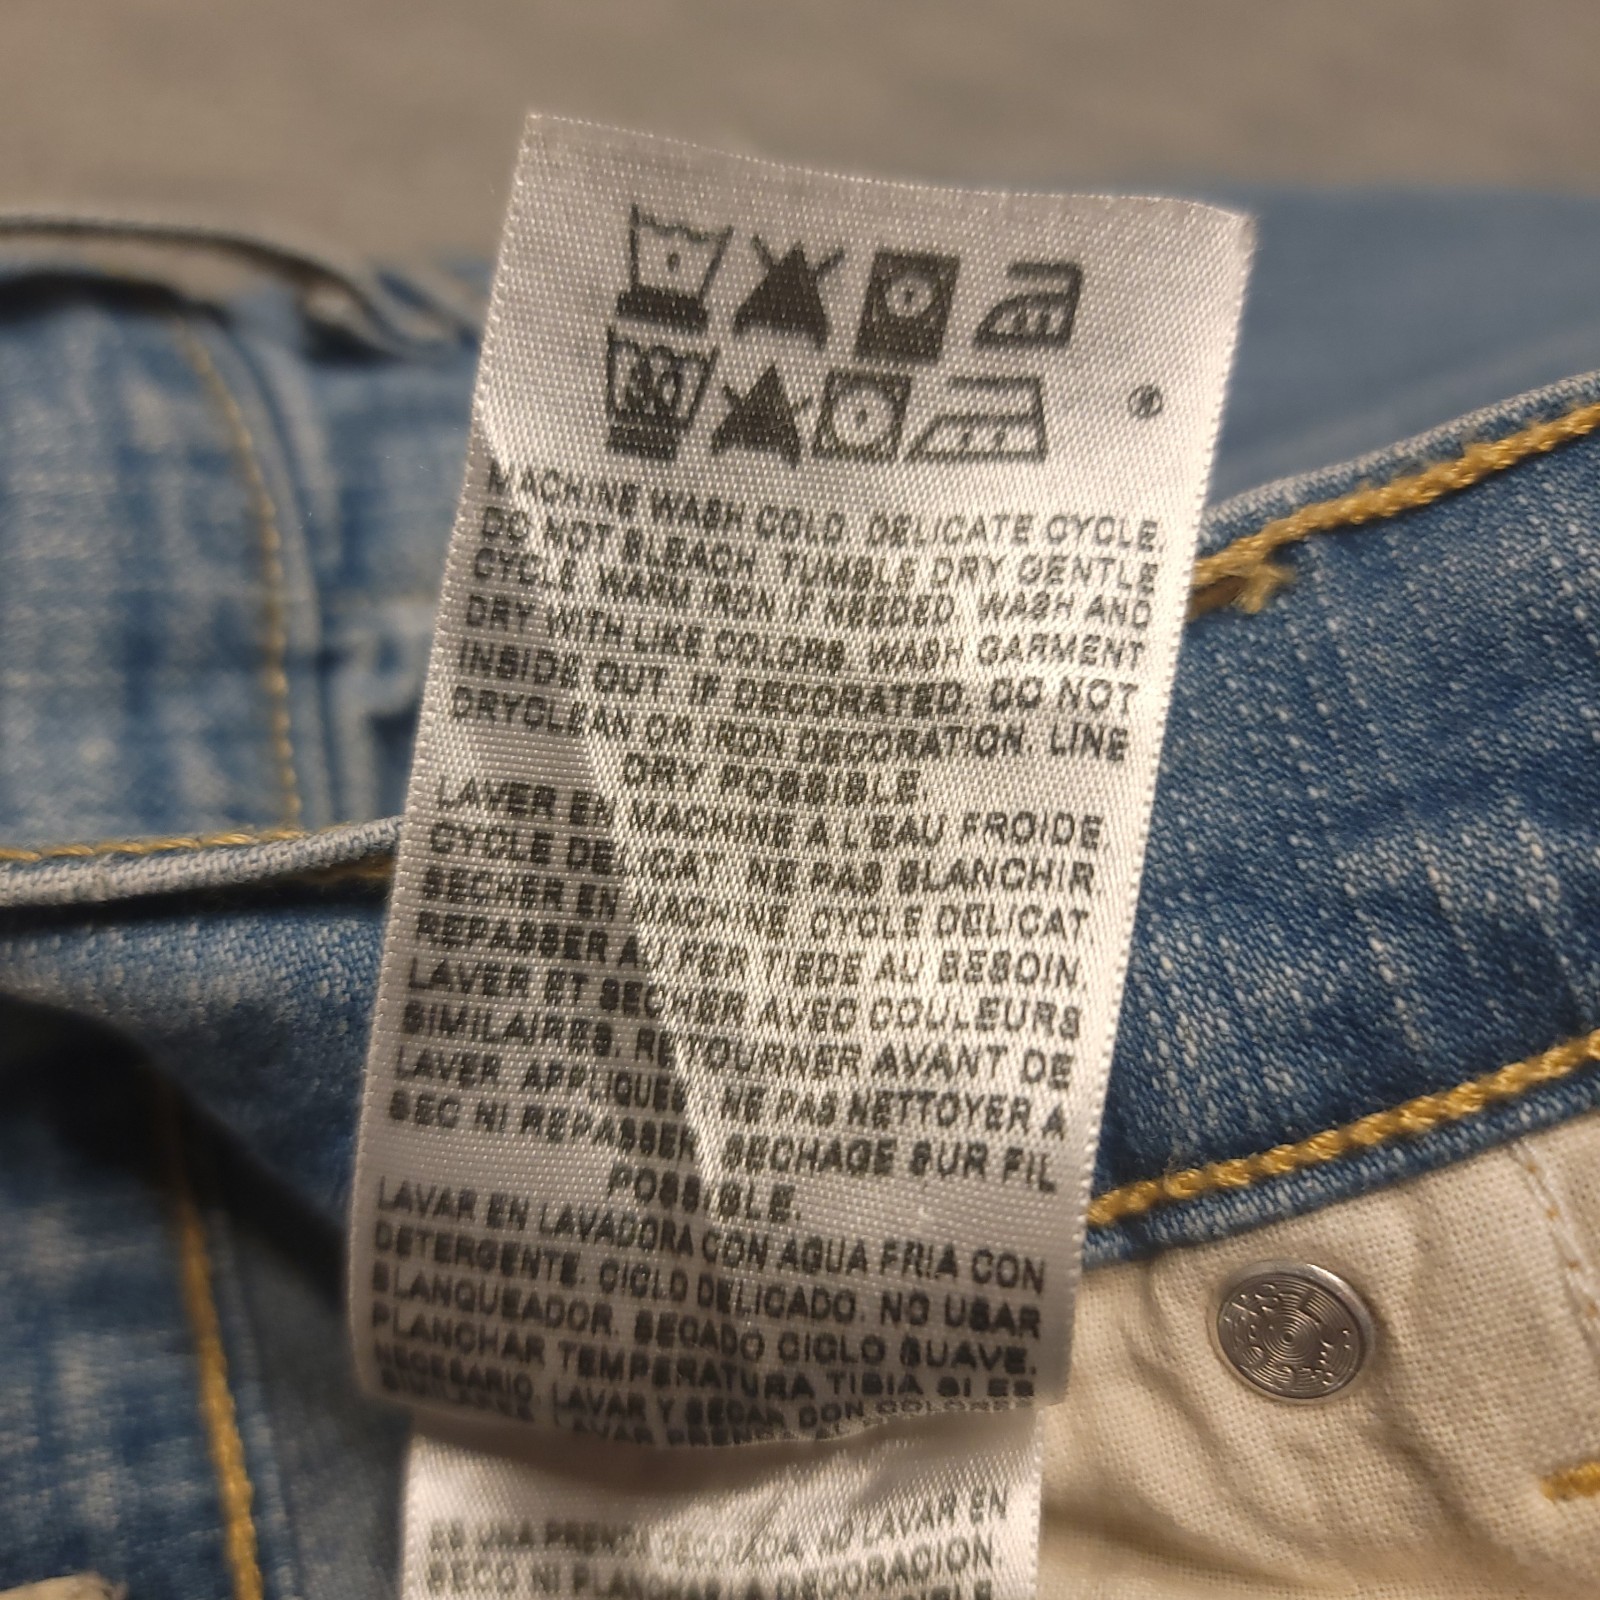 30
MACHINE WASH COLD. DELICATE CYCLE.
DO NOT BLEACH. TUMBLE DRY GENTLE
CYCLE. WARM IRON IF NEEDED. WASH AND
DRY WITH LIKE COLORS. WASH GARMENT
INSIDE OUT. IF DECORATED, DO NOT
DRYCLEAN OR IRON DECORATION. LINE
DRY POSSIBLE
LAVER EN MACHINE A L'EAU FROIDE
CYCLE DELICAT. NE PAS BLANCHIR
SECHER EN MACHINE, CYCLE DELICAT.
REPASSER AU FER TIEDE AU BESOIN.
LAVER ET SECHER AVEC COULEURS
SIMILAIRES. RETOURNER AVANT DE
LAVER. APPLIQUES: NE PAS NETTOYER A
SEC NI REPASSER. SECHAGE SUR FIL
POSSIBLE.
LAVAR EN LAVADORA CON AGUA FRIA CON
DETERGENTE. CICLO DELICADO. NO USAR
BLANQUEADOR. SECADO CICLO SUAVE.
PLANCHAR TEMPERATURA TIBIA SI ES
NECESARIO. LAVAR Y SECAR CON COLORES
SIMILARES. LAVAR PRENDA
ES UNA PRENDA DECORADA, NO LAVAR EN
SECO NI PLANCHAR LA DECORACION.